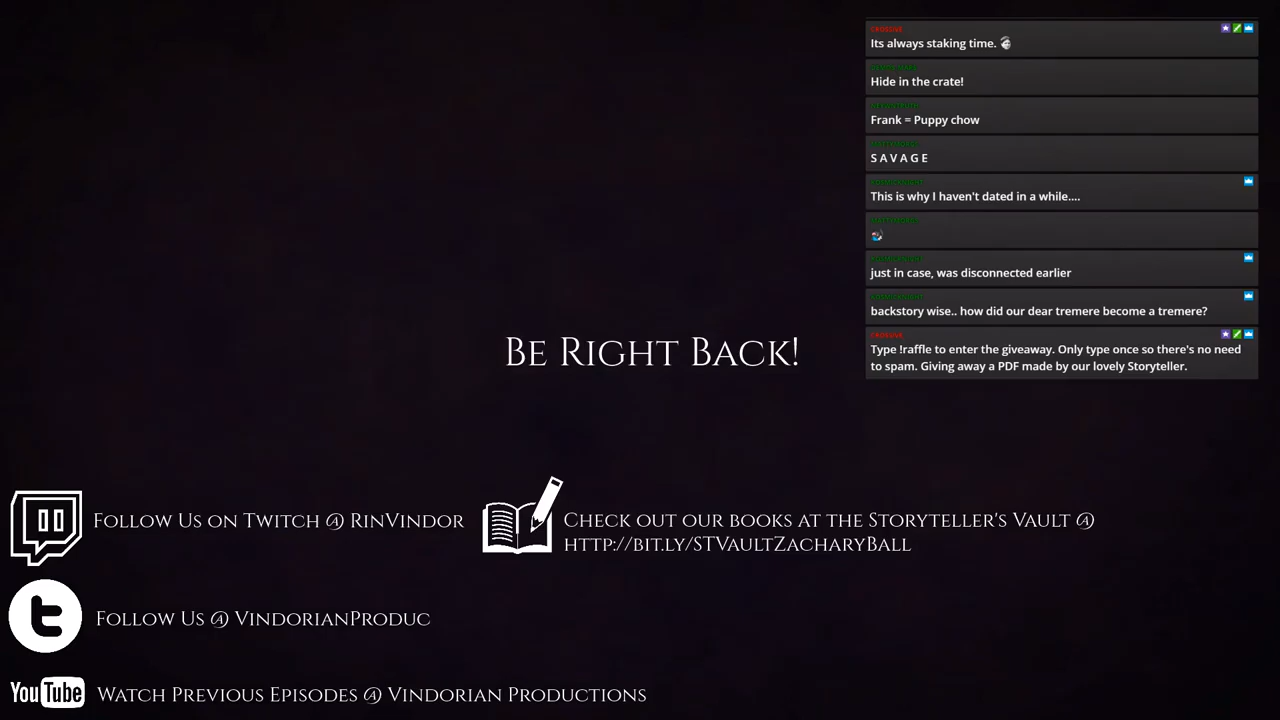 Its always staking time.
Hide in the crate!
Frank = Puppy chow
S A V A G E
This is why I haven't dated in a while....
just in case, was disconnected earlier
backstory wise.. how did our dear tremere become a tremere?
Type !raffle to enter the giveaway. Only type once so there's no need
to spam. Giving away a PDF made by our lovely Storyteller.
Be Right Back!
Follow Us on Twitch @ RinVindor
Check out our books at the Storyteller's Vault @
http://bit.ly/STVaultZacharyBall
Follow Us @ VindorianProduc
YouTube Watch Previous Episodes @ Vindorian Productions